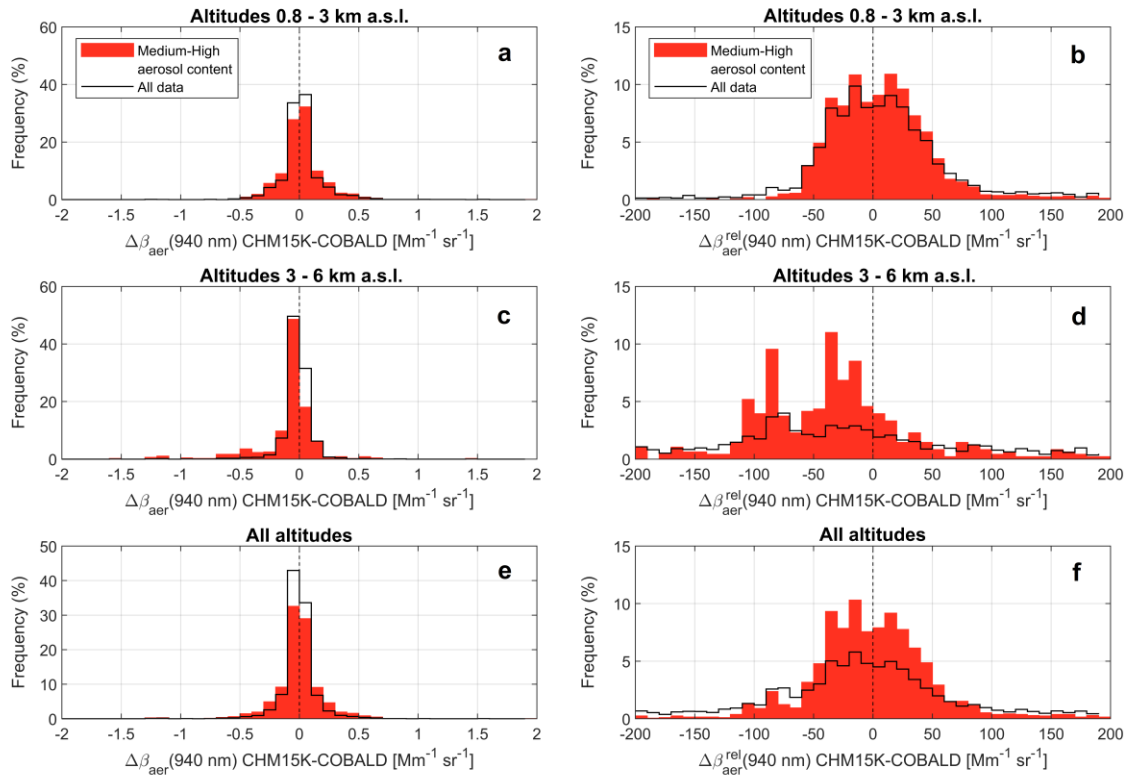 Altitudes 0.8 - 3 km a.s.l.
a
Medium-High
aerosol content
All data
Frequency (%)
0
20
40
60
-2 -1.5 -1 -0.5 0 0.5 1 1.5 2
Δβaer(940 nm) CHM15K-COBALD [Mm-1 sr-1]
Altitudes 0.8 - 3 km a.s.l.
b
Medium-High
aerosol content
All data
Frequency (%)
0
5
10
15
-200 -150 -100 -50 0 50 100 150 200
Δβaer rel(940 nm) CHM15K-COBALD [Mm-1 sr-1]
Altitudes 3 - 6 km a.s.l.
c
Frequency (%)
0
20
40
60
-2 -1.5 -1 -0.5 0 0.5 1 1.5 2
Δβaer(940 nm) CHM15K-COBALD [Mm-1 sr-1]
Altitudes 3 - 6 km a.s.l.
d
Frequency (%)
0
5
10
15
-200 -150 -100 -50 0 50 100 150 200
Δβaer rel(940 nm) CHM15K-COBALD [Mm-1 sr-1]
All altitudes
e
Frequency (%)
0
10
20
30
40
50
-2 -1.5 -1 -0.5 0 0.5 1 1.5 2
Δβaer(940 nm) CHM15K-COBALD [Mm-1 sr-1]
All altitudes
f
Frequency (%)
0
5
10
15
-200 -150 -100 -50 0 50 100 150 200
Δβaer rel(940 nm) CHM15K-COBALD [Mm-1 sr-1]